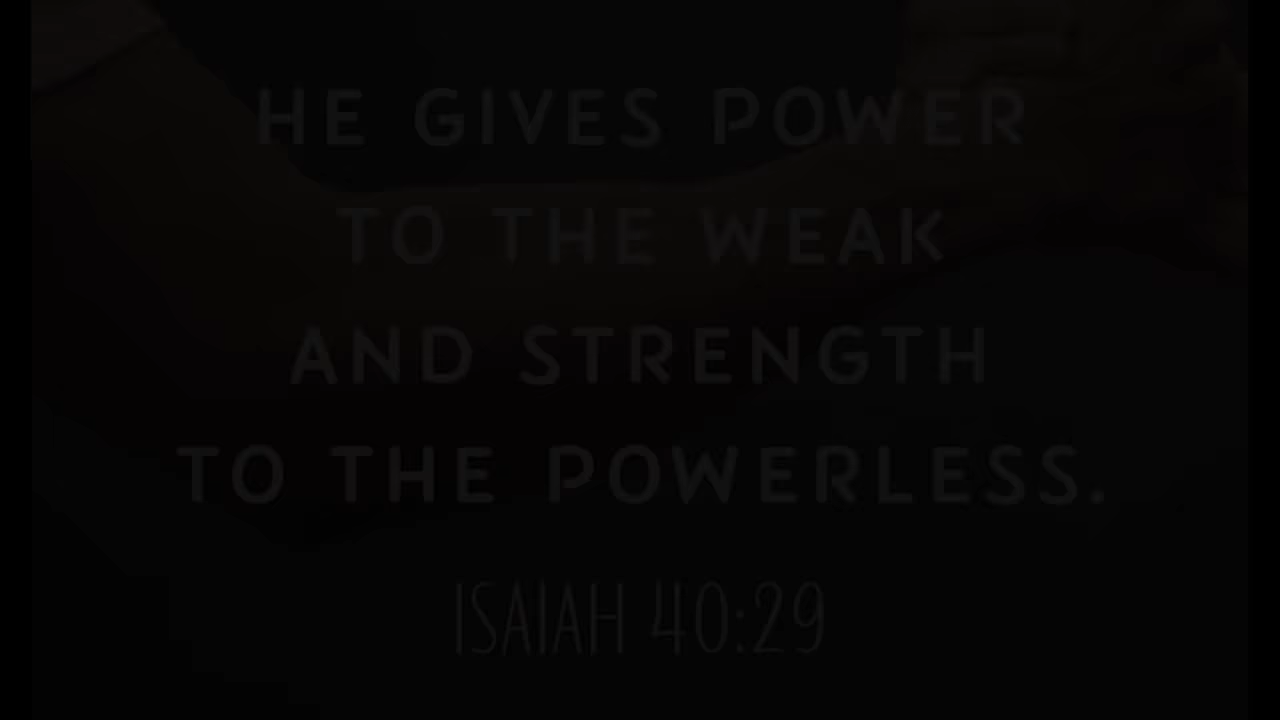 HE GIVES POWER
TO THE WEAK
AND STRENGTH
TO THE POWERLESS.
ISAIAH 40:29